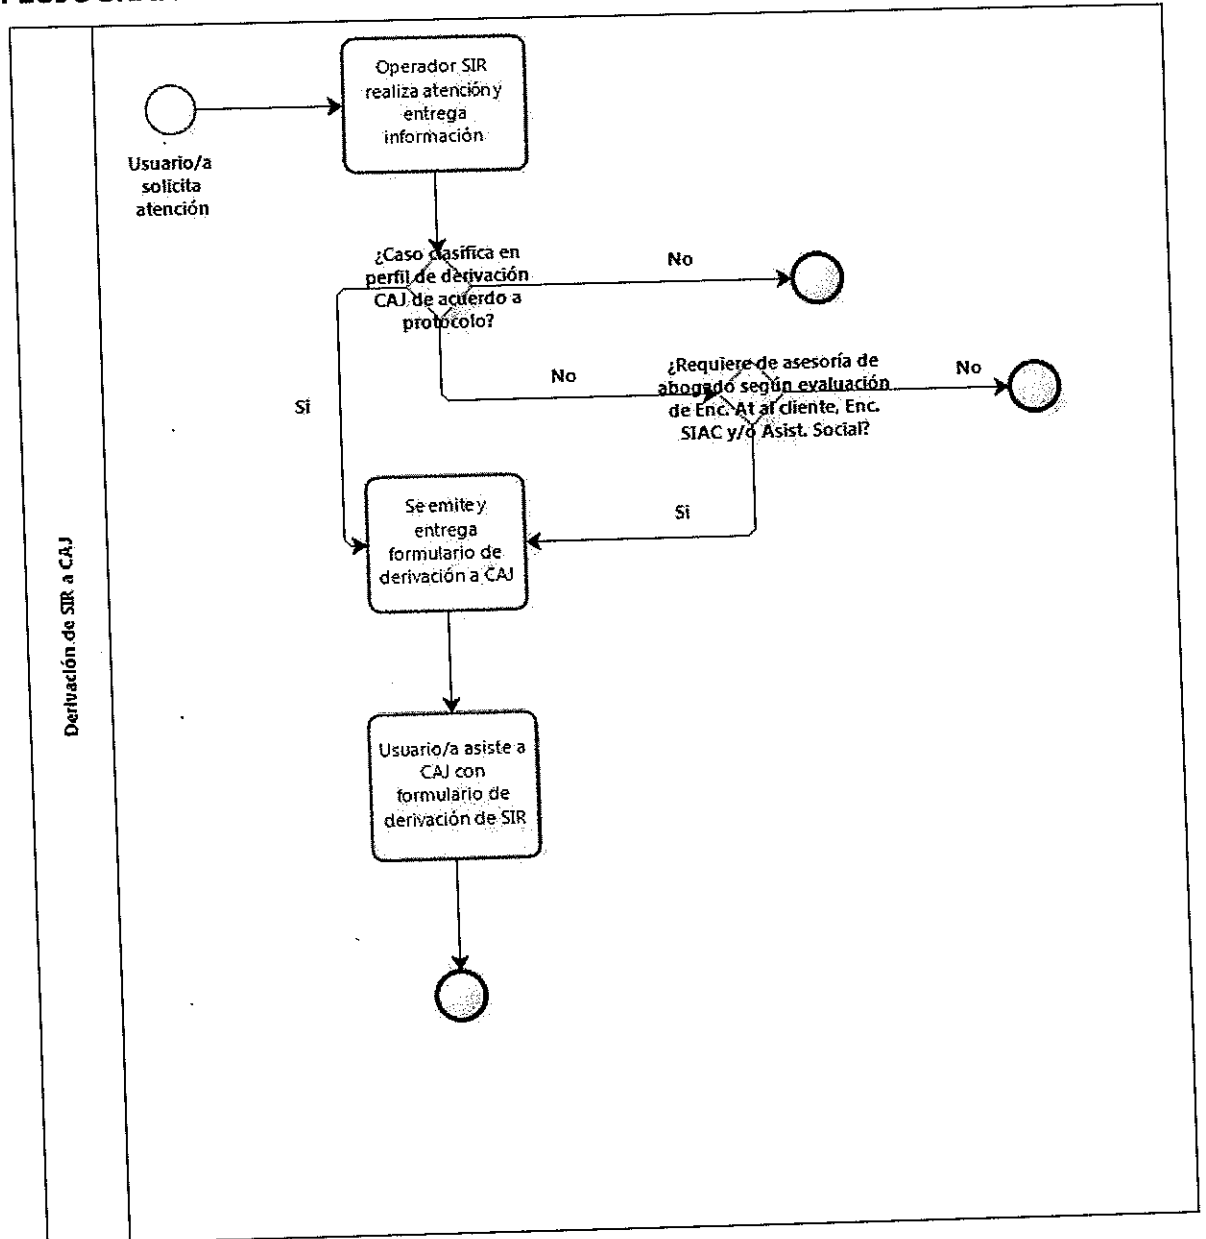 Operador SIR
realiza atención y
entrega
información
Usuario/a
solicita
atención
¿Caso clasifica en
perfil de derivación
CAJ de acuerdo a
protocolo?
No
No
¿Requiere de asesoría de
abogado según evaluación
de Enc. At al cliente, Enc.
SIAC y/o Asist. Social?
No
Si
Se emite y
entrega
formulario de
derivación a CAJ
Si
Usuario/a asiste a
CAJ con
formulario de
derivación de SIR
Derivación de SIR a CAJ